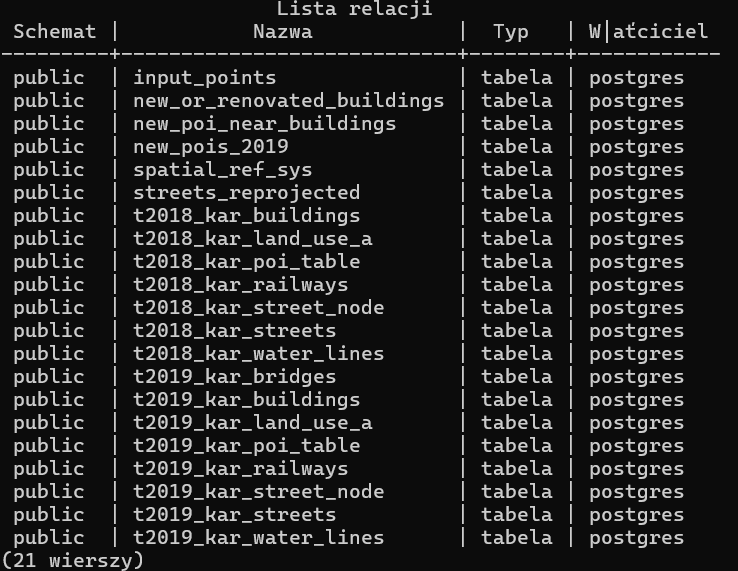 Lista relacji
Schemat | Nazwa | Typ | W|aťciciel
---------+----------------------------+--------+------------
public | input_points | tabela | postgres
public | new_or_renovated_buildings | tabela | postgres
public | new_poi_near_buildings | tabela | postgres
public | new_pois_2019 | tabela | postgres
public | spatial_ref_sys | tabela | postgres
public | streets_reprojected | tabela | postgres
public | t2018_kar_buildings | tabela | postgres
public | t2018_kar_land_use_a | tabela | postgres
public | t2018_kar_poi_table | tabela | postgres
public | t2018_kar_railways | tabela | postgres
public | t2018_kar_street_node | tabela | postgres
public | t2018_kar_streets | tabela | postgres
public | t2018_kar_water_lines | tabela | postgres
public | t2019_kar_bridges | tabela | postgres
public | t2019_kar_buildings | tabela | postgres
public | t2019_kar_land_use_a | tabela | postgres
public | t2019_kar_poi_table | tabela | postgres
public | t2019_kar_railways | tabela | postgres
public | t2019_kar_street_node | tabela | postgres
public | t2019_kar_streets | tabela | postgres
public | t2019_kar_water_lines | tabela | postgres
(21 wierszy)